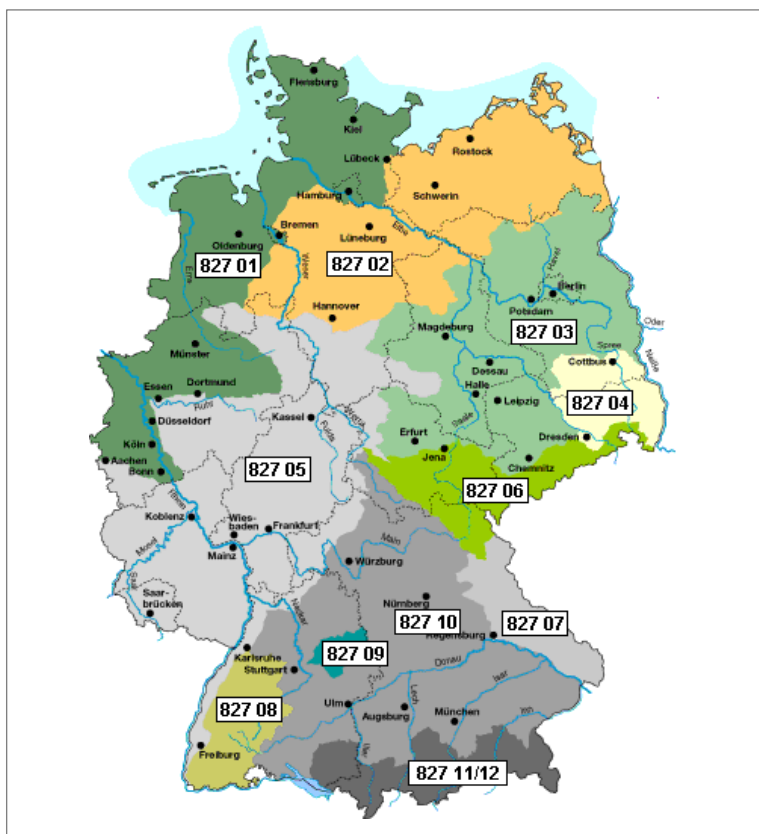 Flensburg
Kiel
Rostock
Lübeck
Schwerin
Hamburg
Bremen
Elbe
Lüneburg
Oldenburg
827 01
827 02
Weser
Ems
Havel
Berlin
Potsdam
Hannover
Oder
827 03
Magdeburg
Münster
Spree
Neiße
Cottbus
Dessau
Dortmund
Essen
Halle
Leipzig
827 04
Ruhr
Düsseldorf
Kassel
Saale
Fulda
Erfurt
Dresden
Köln
Jena
Aachen
Bonn
827 05
Chemnitz
827 06
Rhein
Koblenz
Wies-
baden
Frankfurt
Mosel
Mainz
Main
Würzburg
Saar
Saar-
brücken
Neckar
Nürnberg
827 10
827 07
Regensburg
827 09
Karlsruhe
Stuttgart
Donau
Isar
827 08
Ulm
Lech
Augsburg
München
Inn
Freiburg
Iller
827 11/12